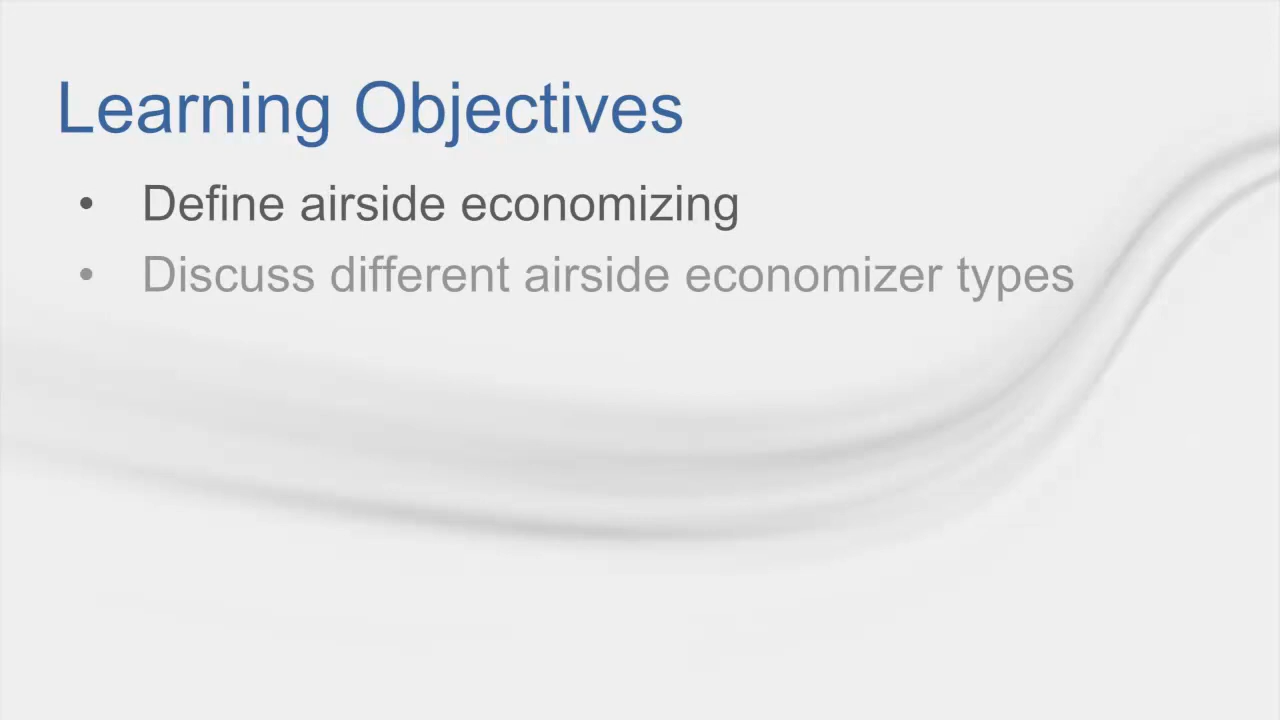 Learning Objectives
• Define airside economizing
• Discuss different airside economizer types